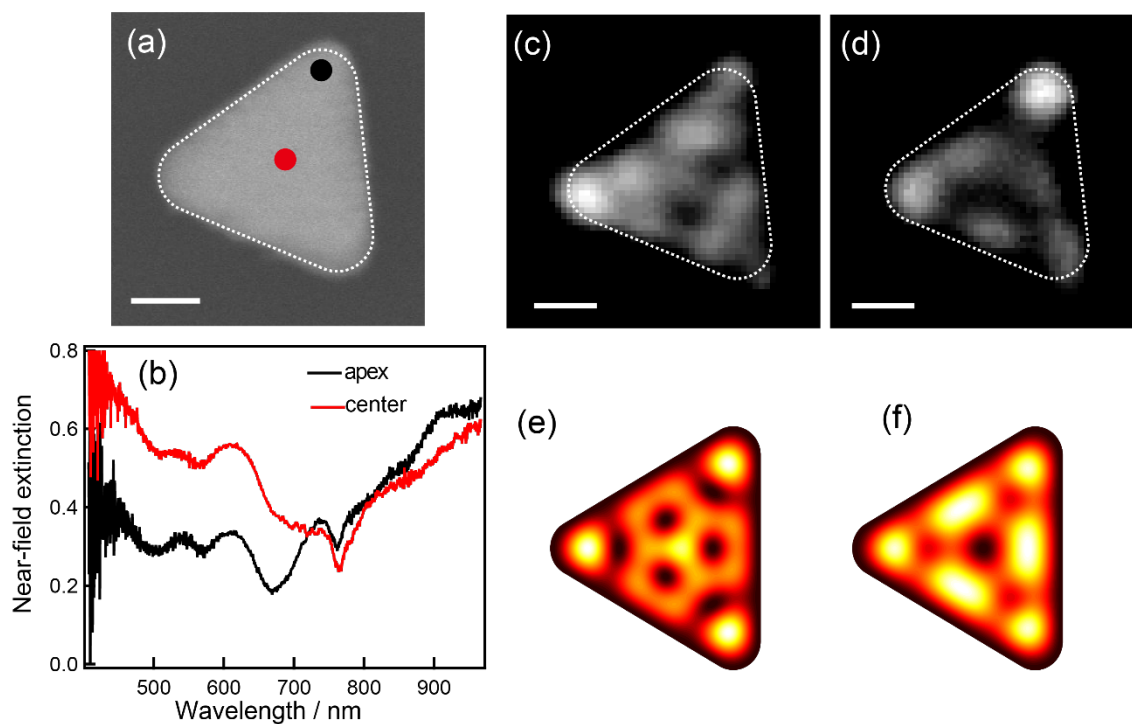 (a)
(c)
(d)
(b)
apex
center
0.8
0.6
0.4
0.2
0.0
Near-field extinction
500 600 700 800 900
Wavelength / nm
(e)
(f)